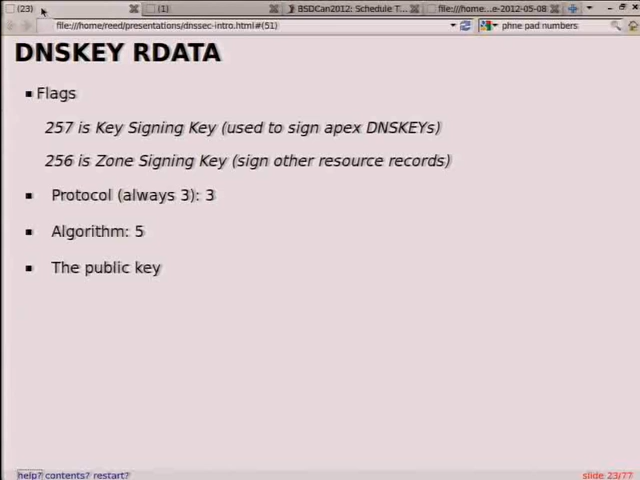 (23)
(1)
BSDCan2012: Schedule T...
file:///home...e-2012-05-08
file:///home/reed/presentations/dnssec-intro.html#(51)
phne pad numbers
DNSKEY RDATA
Flags
257 is Key Signing Key (used to sign apex DNSKEYs)
256 is Zone Signing Key (sign other resource records)
Protocol (always 3): 3
Algorithm: 5
The public key
help? contents? restart?
slide 23/77